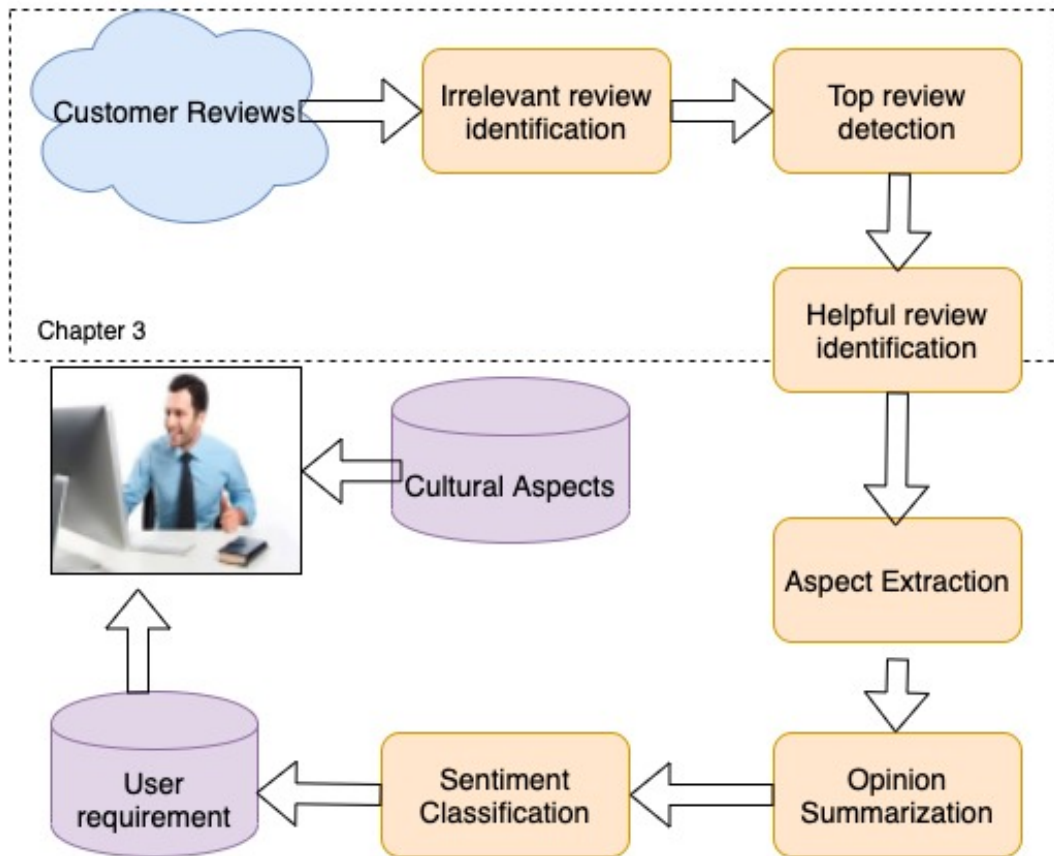 Customer Reviews
Irrelevant review
identification
Top review
detection
Helpful review
identification
Chapter 3
Cultural Aspects
Aspect Extraction
Opinion
Summarization
Sentiment
Classification
User
requirement